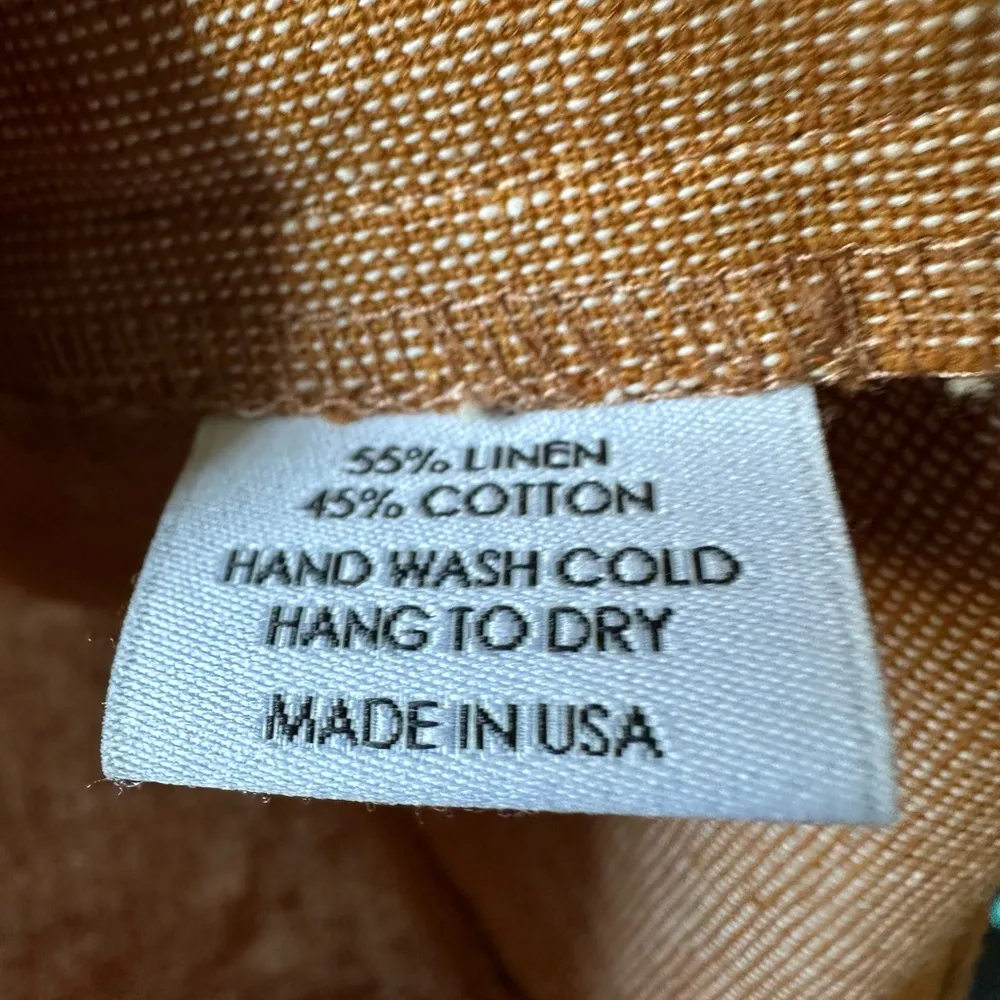 55% LINEN
45% COTTON
HAND WASH COLD
HANG TO DRY
MADE IN USA